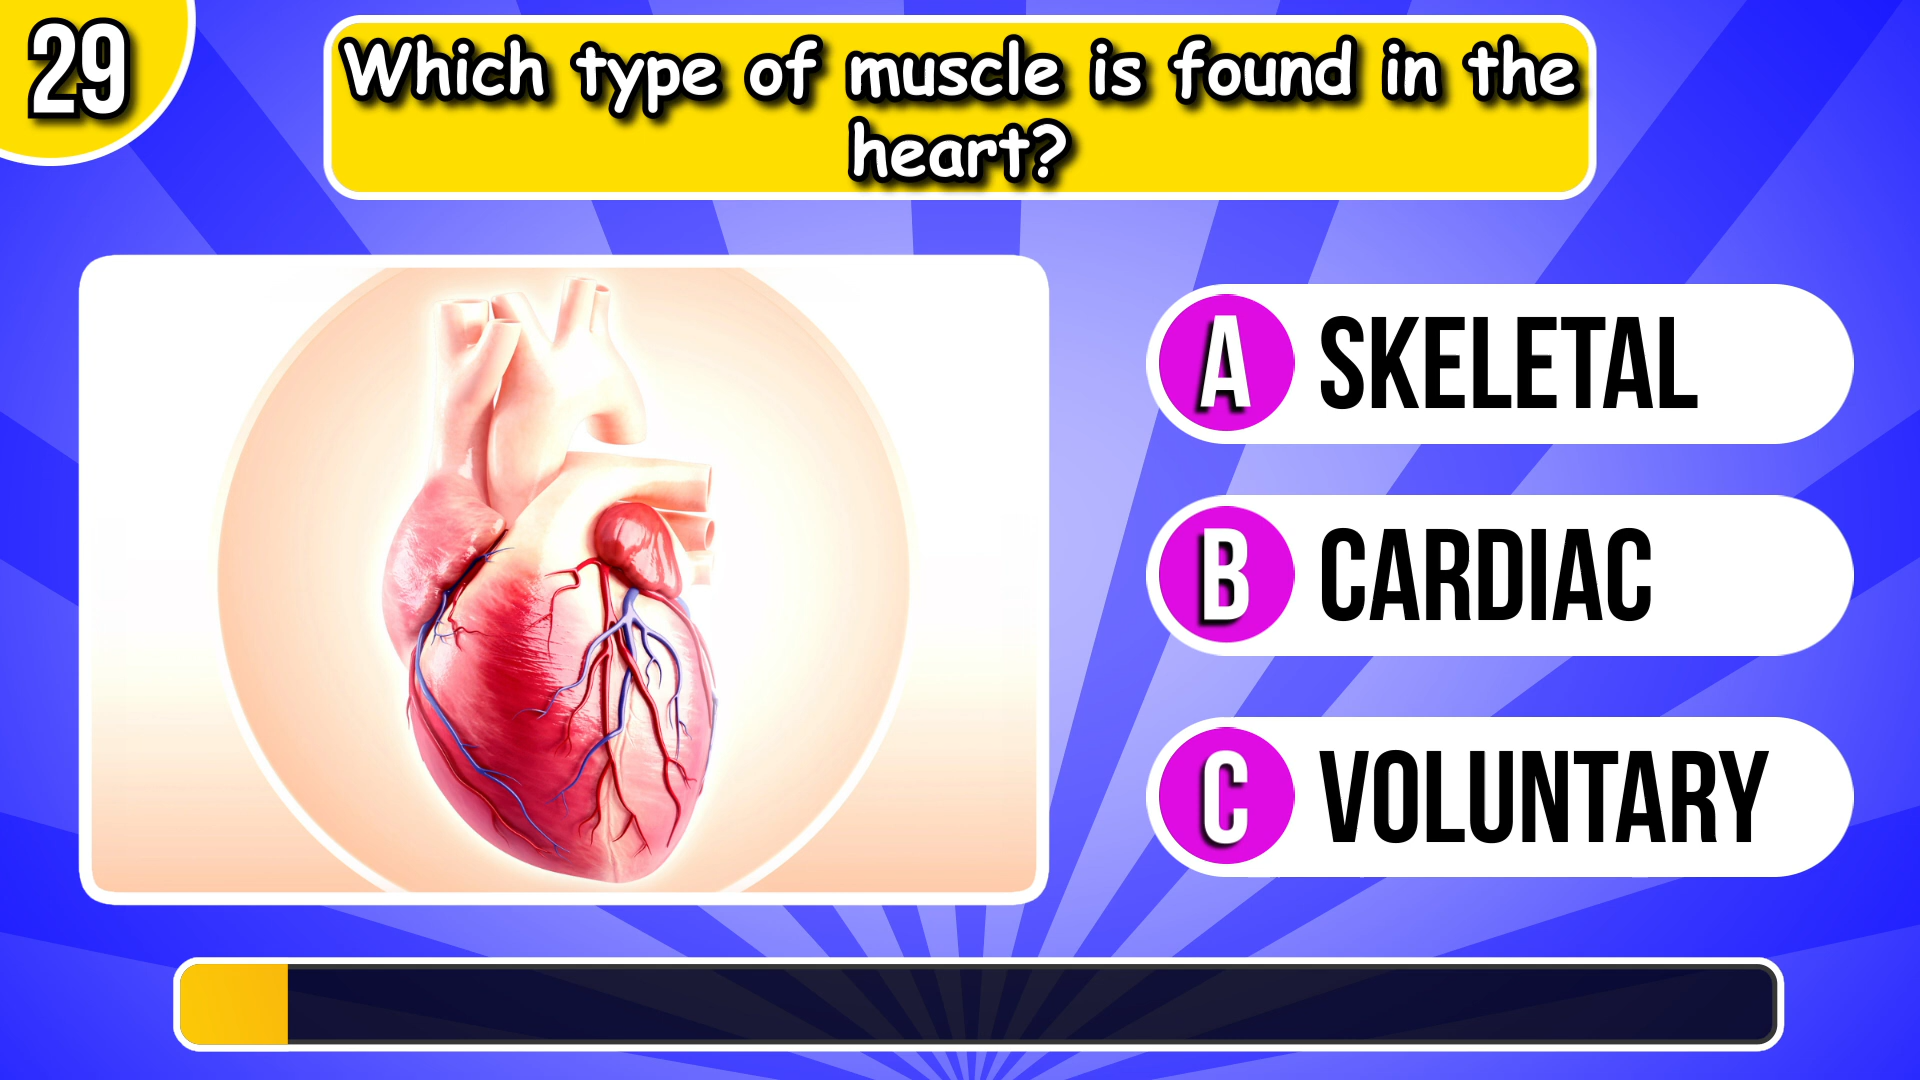 29
Which type of muscle is found in the
heart?
A SKELETAL
B CARDIAC
C VOLUNTARY